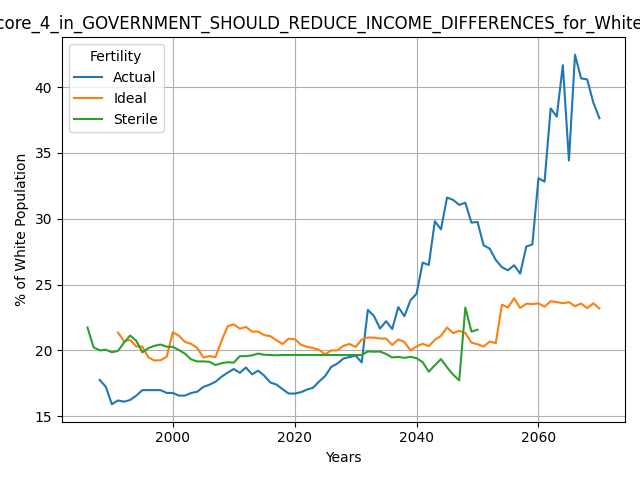 core_4_in_GOVERNMENT_SHOULD_REDUCE_INCOME_DIFFERENCES_for_White
Fertility
Actual
Ideal
Sterile
% of White Population
40
35
30
25
20
15
2000
2020
2040
2060
Years